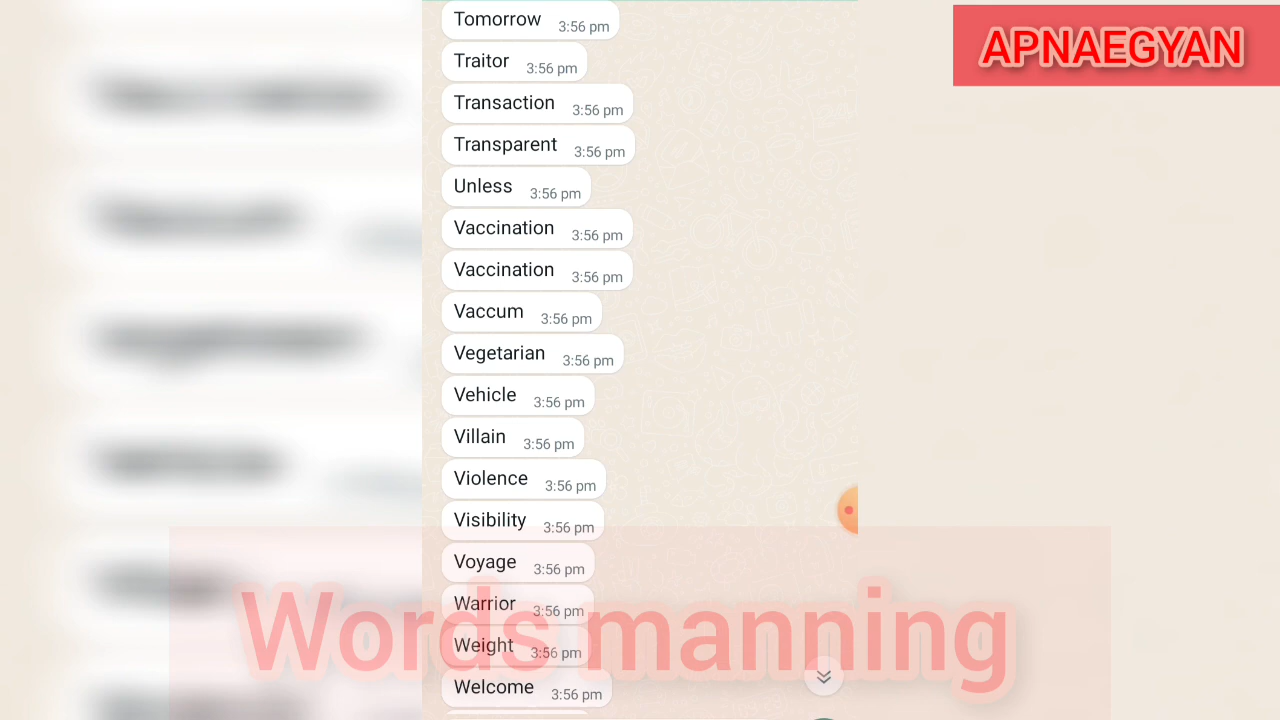 Tomorrow 3:56 pm
APNAEGYAN
Traitor 3:56 pm
Transaction 3:56 pm
Transparent 3:56 pm
Unless 3:56 pm
Vaccination 3:56 pm
Vaccination 3:56 pm
Vaccum 3:56 pm
Vegetarian 3:56 pm
Vehicle 3:56 pm
Villain 3:56 pm
Violence 3:56 pm
Visibility 3:56 pm
Voyage 3:56 pm
Warrior 3:56 pm
Words manning
Weight 3:56 pm
Welcome 3:56 pm